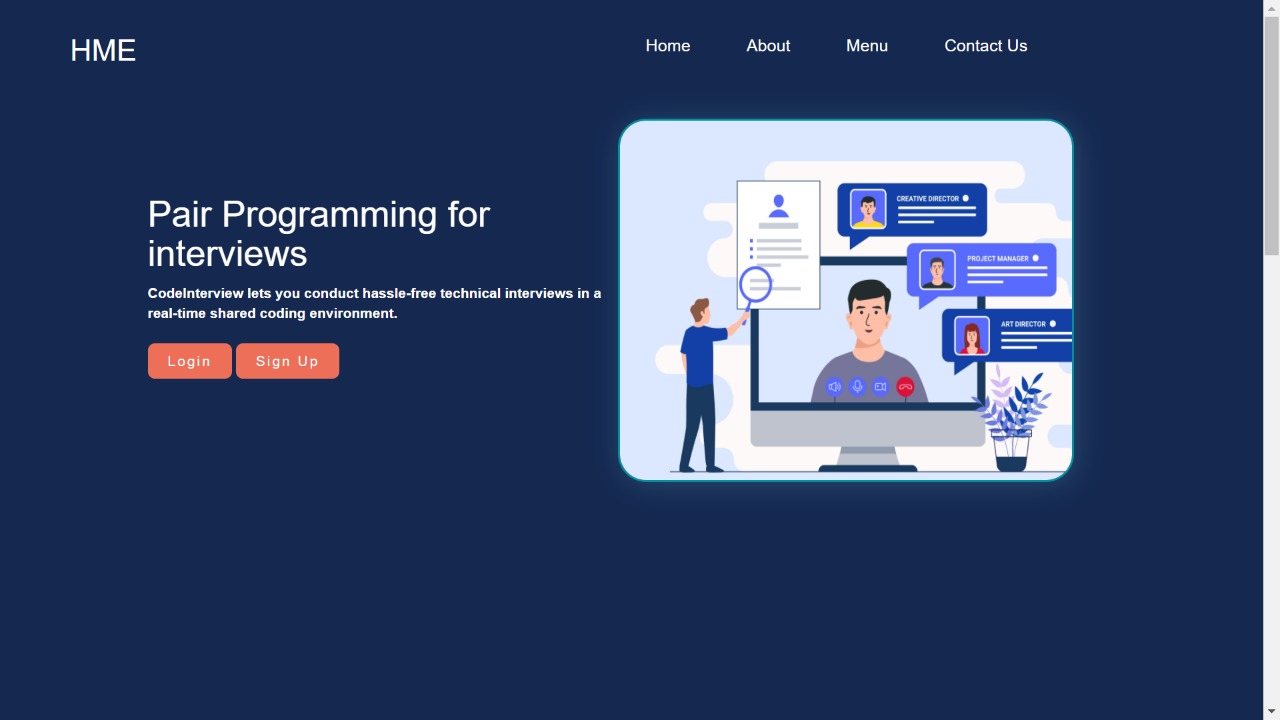 HME
Home
About
Menu
Contact Us
Pair Programming for
interviews
CodeInterview lets you conduct hassle-free technical interviews in a
real-time shared coding environment.
Login
Sign Up
CREATIVE DIRECTOR
PROJECT MANAGER
ART DIRECTOR